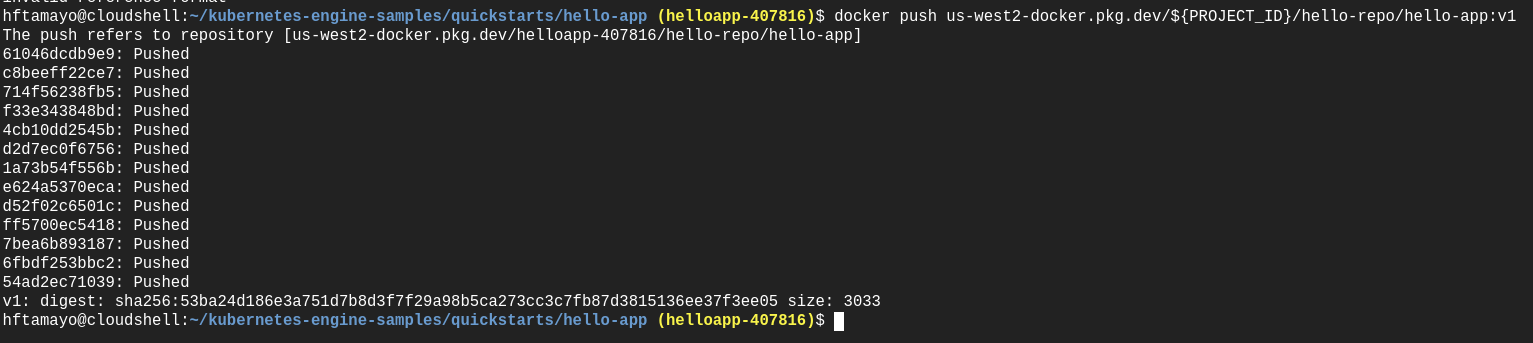 hftamayo@cloudshell:~/kubernetes-engine-samples/quickstarts/hello-app (helloapp-407816)$ docker push us-west2-docker.pkg.dev/${PROJECT_ID}/hello-repo/hello-app:v1
The push refers to repository [us-west2-docker.pkg.dev/helloapp-407816/hello-repo/hello-app]
61046dcdb9e9: Pushed
c8beeff22ce7: Pushed
714f56238fb5: Pushed
f33e343848bd: Pushed
4cb10dd2545b: Pushed
d2d7ec0f6756: Pushed
1a73b54f556b: Pushed
e624a5370eca: Pushed
d52f02c6501c: Pushed
ff5700ec5418: Pushed
7bea6b893187: Pushed
6fbdf253bbc2: Pushed
54ad2ec71039: Pushed
v1: digest: sha256:53ba24d186e3a751d7b8d3f7f29a98b5ca273cc3c7fb87d3815136ee37f3ee05 size: 3033
hftamayo@cloudshell:~/kubernetes-engine-samples/quickstarts/hello-app (helloapp-407816)$